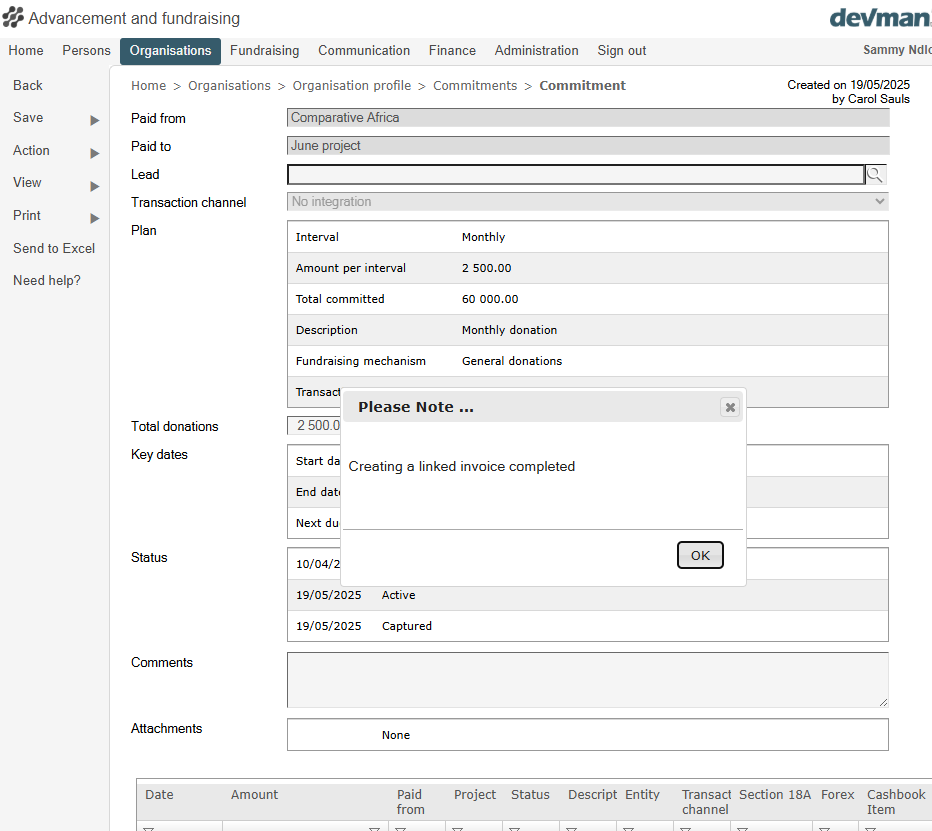 Advancement and fundraising
devman
Home Persons Organisations Fundraising Communication Finance Administration Sign out Sammy Ndlo
Back
Save
Action
View
Print
Send to Excel
Need help?
Home > Organisations > Organisation profile > Commitments > Commitment
Created on 19/05/2025
by Carol Sauls
Paid from Comparative Africa
Paid to June project
Lead
Transaction channel No integration
Plan
Interval Monthly
Amount per interval 2 500.00
Total committed 60 000.00
Description Monthly donation
Fundraising mechanism General donations
Transact
Please Note ...
Creating a linked invoice completed
OK
Total donations 2 500.0
Key dates
Start da
End date
Next du
Status
10/04/2
19/05/2025 Active
19/05/2025 Captured
Comments
Attachments None
Date Amount Paid from Project Status Descript Entity Transact channel Section 18A Forex Cashbook Item